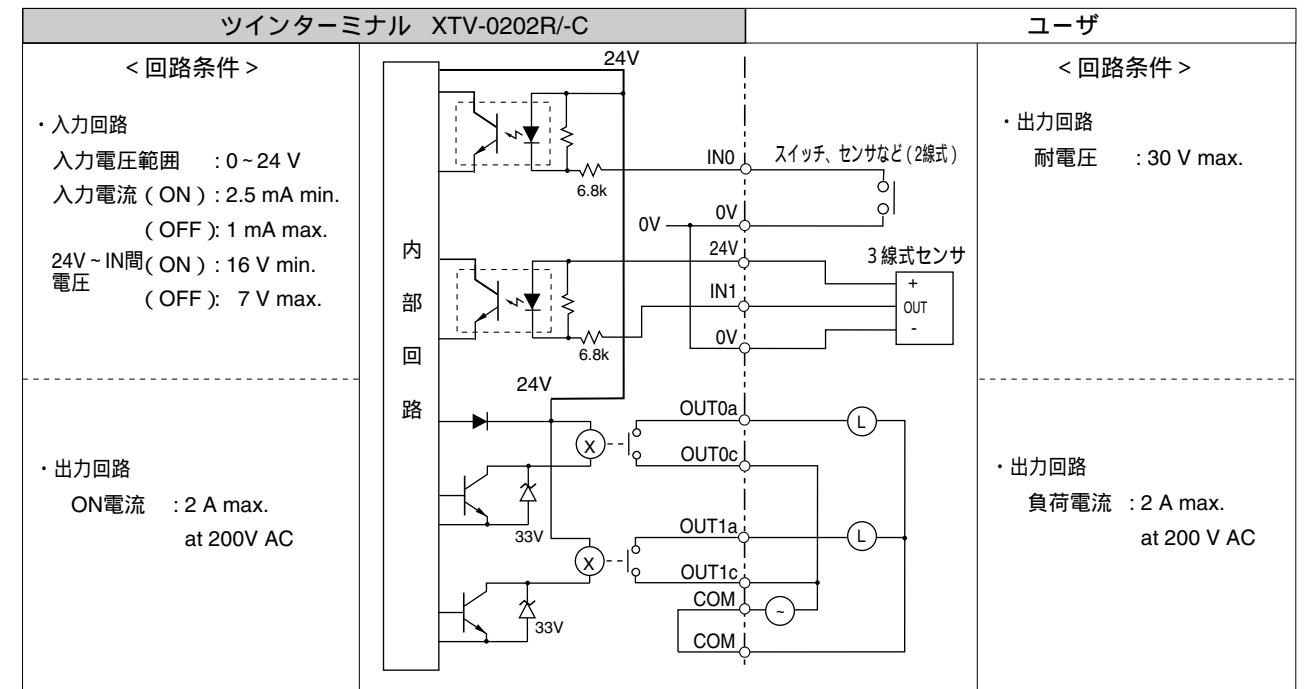 ツインターミナル XTV-0202R/-C
ユーザ
<回路条件>
・入力回路
入力電圧範囲 : 0~24 V
入力電流(ON): 2.5 mA min.
(OFF): 1 mA max.
24V~IN間電圧(ON): 16 V min.
(OFF): 7 V max.
・出力回路
ON電流 : 2 A max.
at 200V AC
内部回路
24V
6.8k
IN0
スイッチ、センサなど(2線式)
0V
0V
24V
3線式センサ
+
IN1
OUT
-
0V
6.8k
24V
OUT0a
L
X
OUT0c
33V
OUT1a
L
X
OUT1c
COM
~
33V
COM
<回路条件>
・出力回路
耐電圧 : 30 V max.
・出力回路
負荷電流 : 2 A max.
at 200 V AC